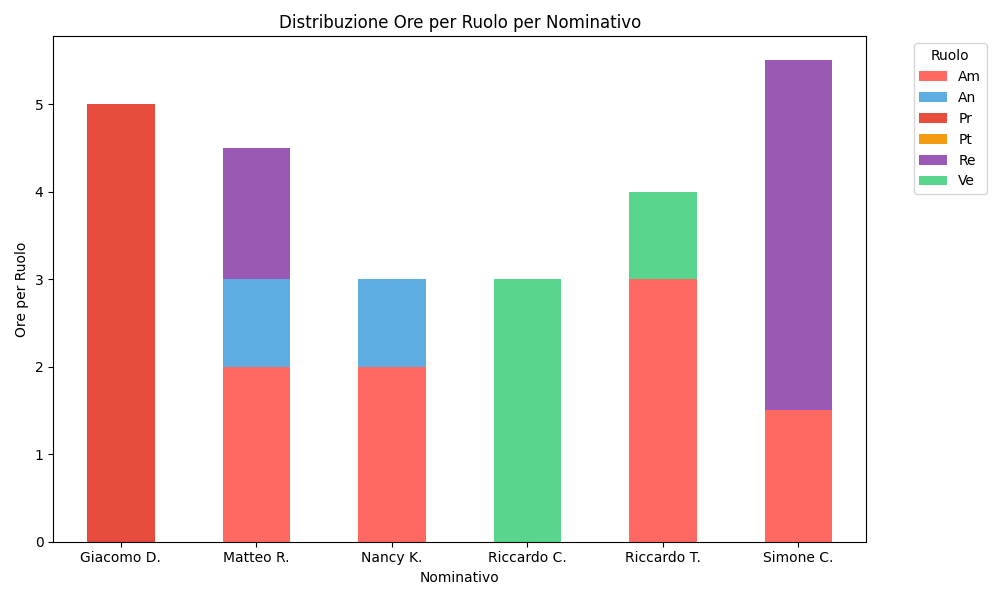 Distribuzione Ore per Ruolo per Nominativo
Ruolo
Am
An
Pr
Pt
Re
Ve
Ore per Ruolo
5
4
3
2
1
0
Giacomo D. Matteo R. Nancy K. Riccardo C. Riccardo T. Simone C.
Nominativo